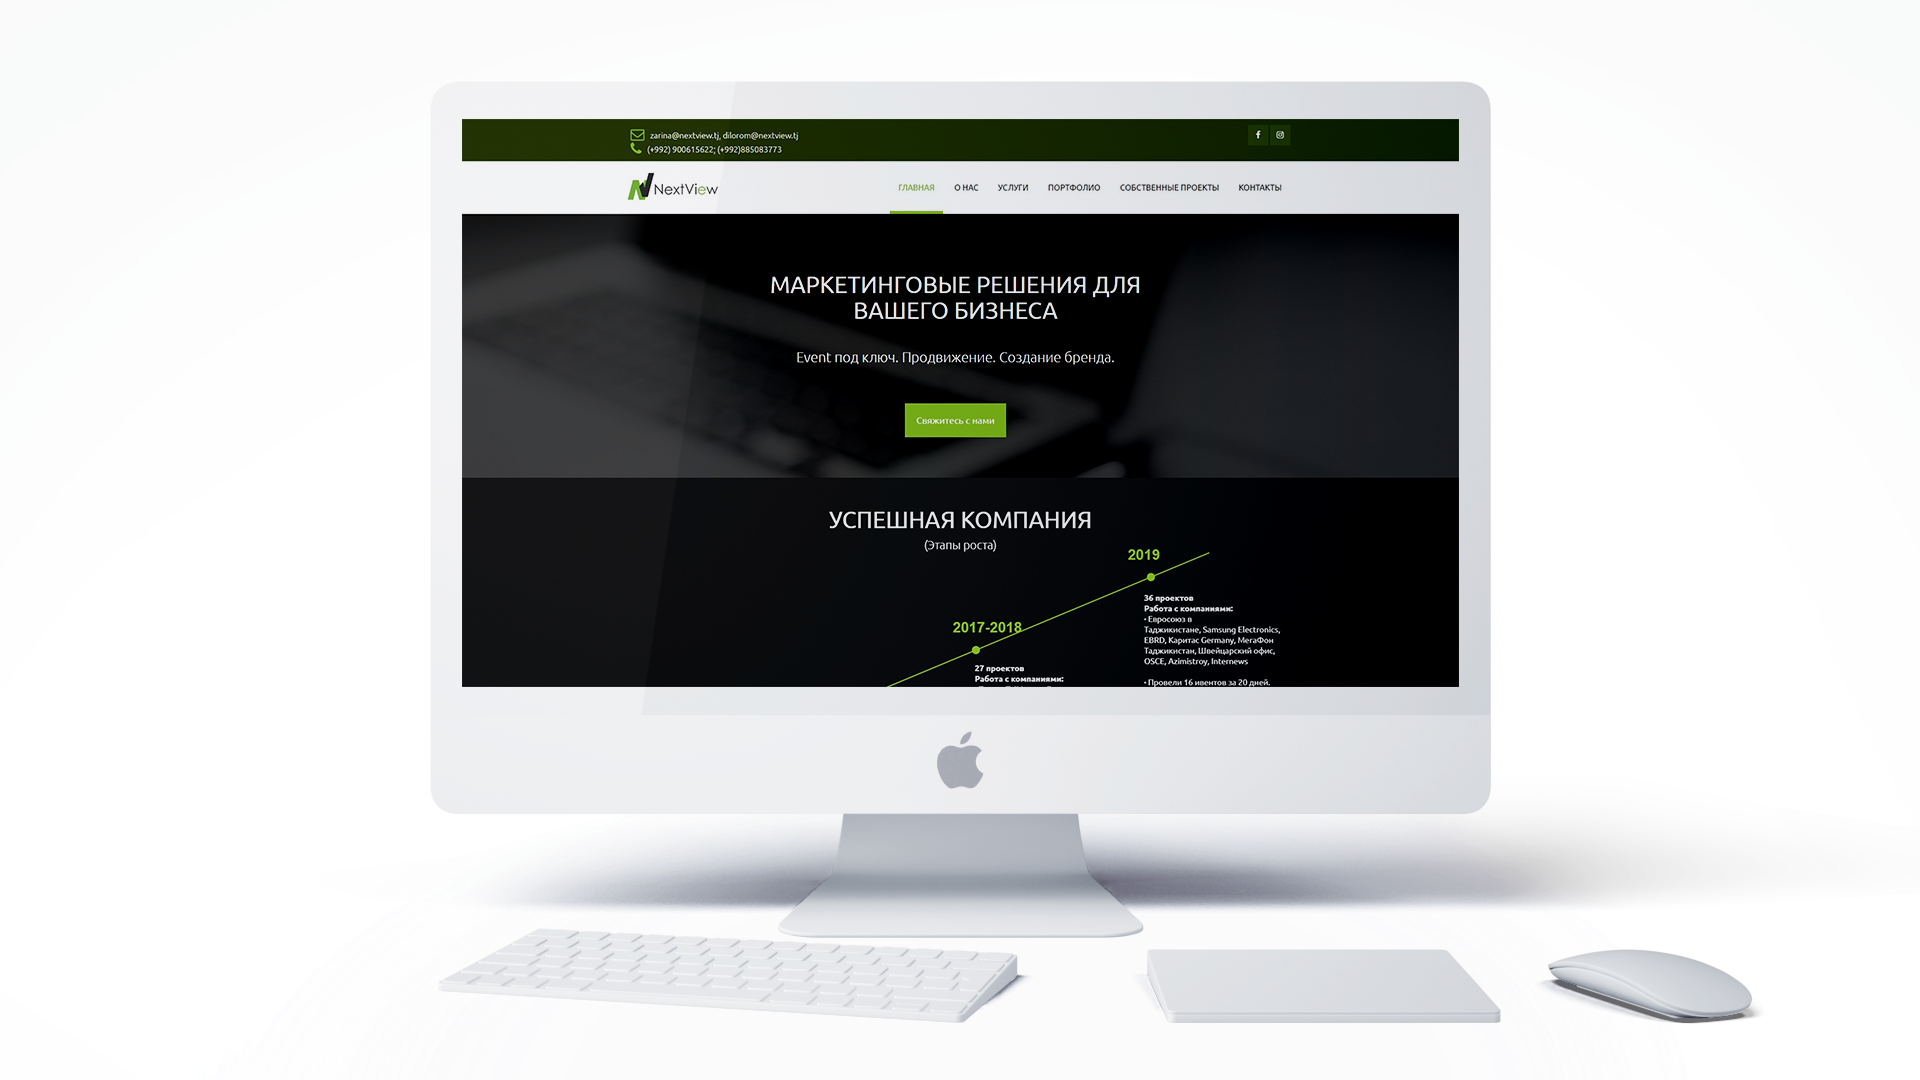 zarina@nextview.tj, dilorom@nextview.tj
(+992) 900615622; (+992)885083773
NextView
ГЛАВНАЯ О НАС УСЛУГИ ПОРТФОЛИО СОБСТВЕННЫЕ ПРОЕКТЫ КОНТАКТЫ
МАРКЕТИНГОВЫЕ РЕШЕНИЯ ДЛЯ
ВАШЕГО БИЗНЕСА
Event под ключ. Продвижение. Создание бренда.
Свяжитесь с нами
УСПЕШНАЯ КОМПАНИЯ
(Этапы роста)
2019
36 проектов
Работа с компаниями:
• Евросоюз в
Таджикистане, Samsung Electronics,
EBRD, Каритас Germany, МегаФон
Таджикистан, Швейцарский офис,
OSCE, Azimistroy, Internews
• Провели 16 ивентов за 20 дней.
2017-2018
27 проектов
Работа с компаниями: